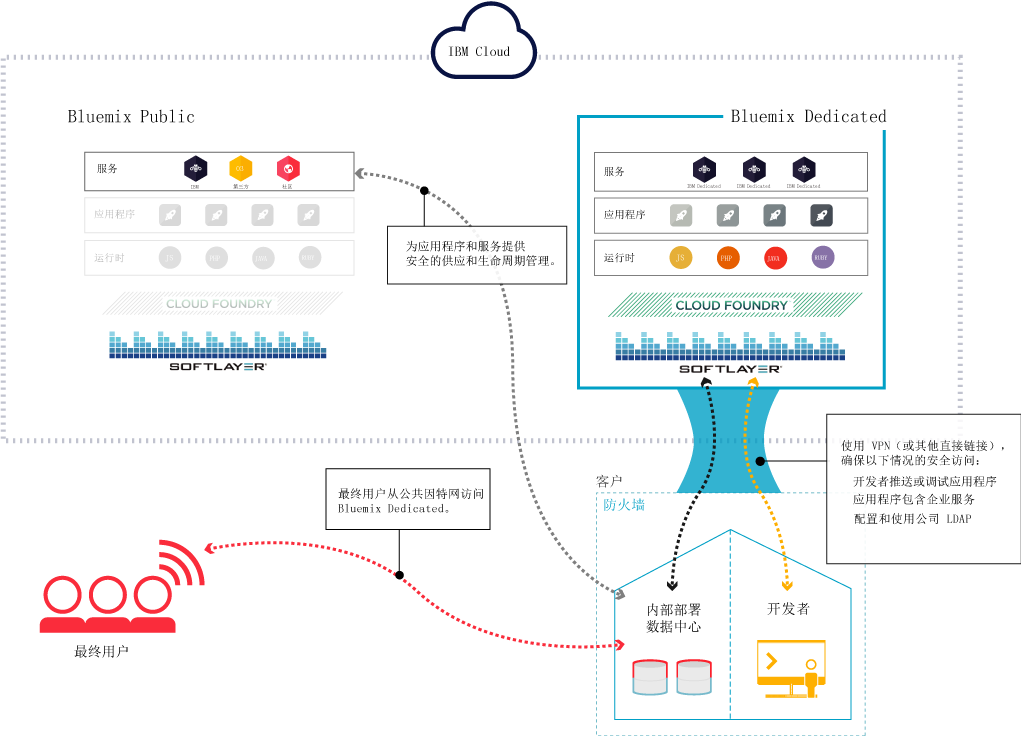 IBM Cloud
Bluemix Public
服务
IBM
第三方
社区
应用程序
运行时
JS
PHP
JAVA
RUBY
CLOUD FOUNDRY
SOFTLAYER
Bluemix Dedicated
服务
IBM Dedicated
IBM Dedicated
IBM Dedicated
应用程序
运行时
JS
PHP
JAVA
RUBY
CLOUD FOUNDRY
SOFTLAYER
为应用程序和服务提供
安全的供应和生命周期管理。
使用 VPN（或其他直接链接），
确保以下情况的安全访问：
开发者推送或调试应用程序
应用程序包含企业服务
配置和使用公司 LDAP
最终用户从公共因特网访问
Bluemix Dedicated。
客户
防火墙
内部部署
数据中心
开发者
最终用户